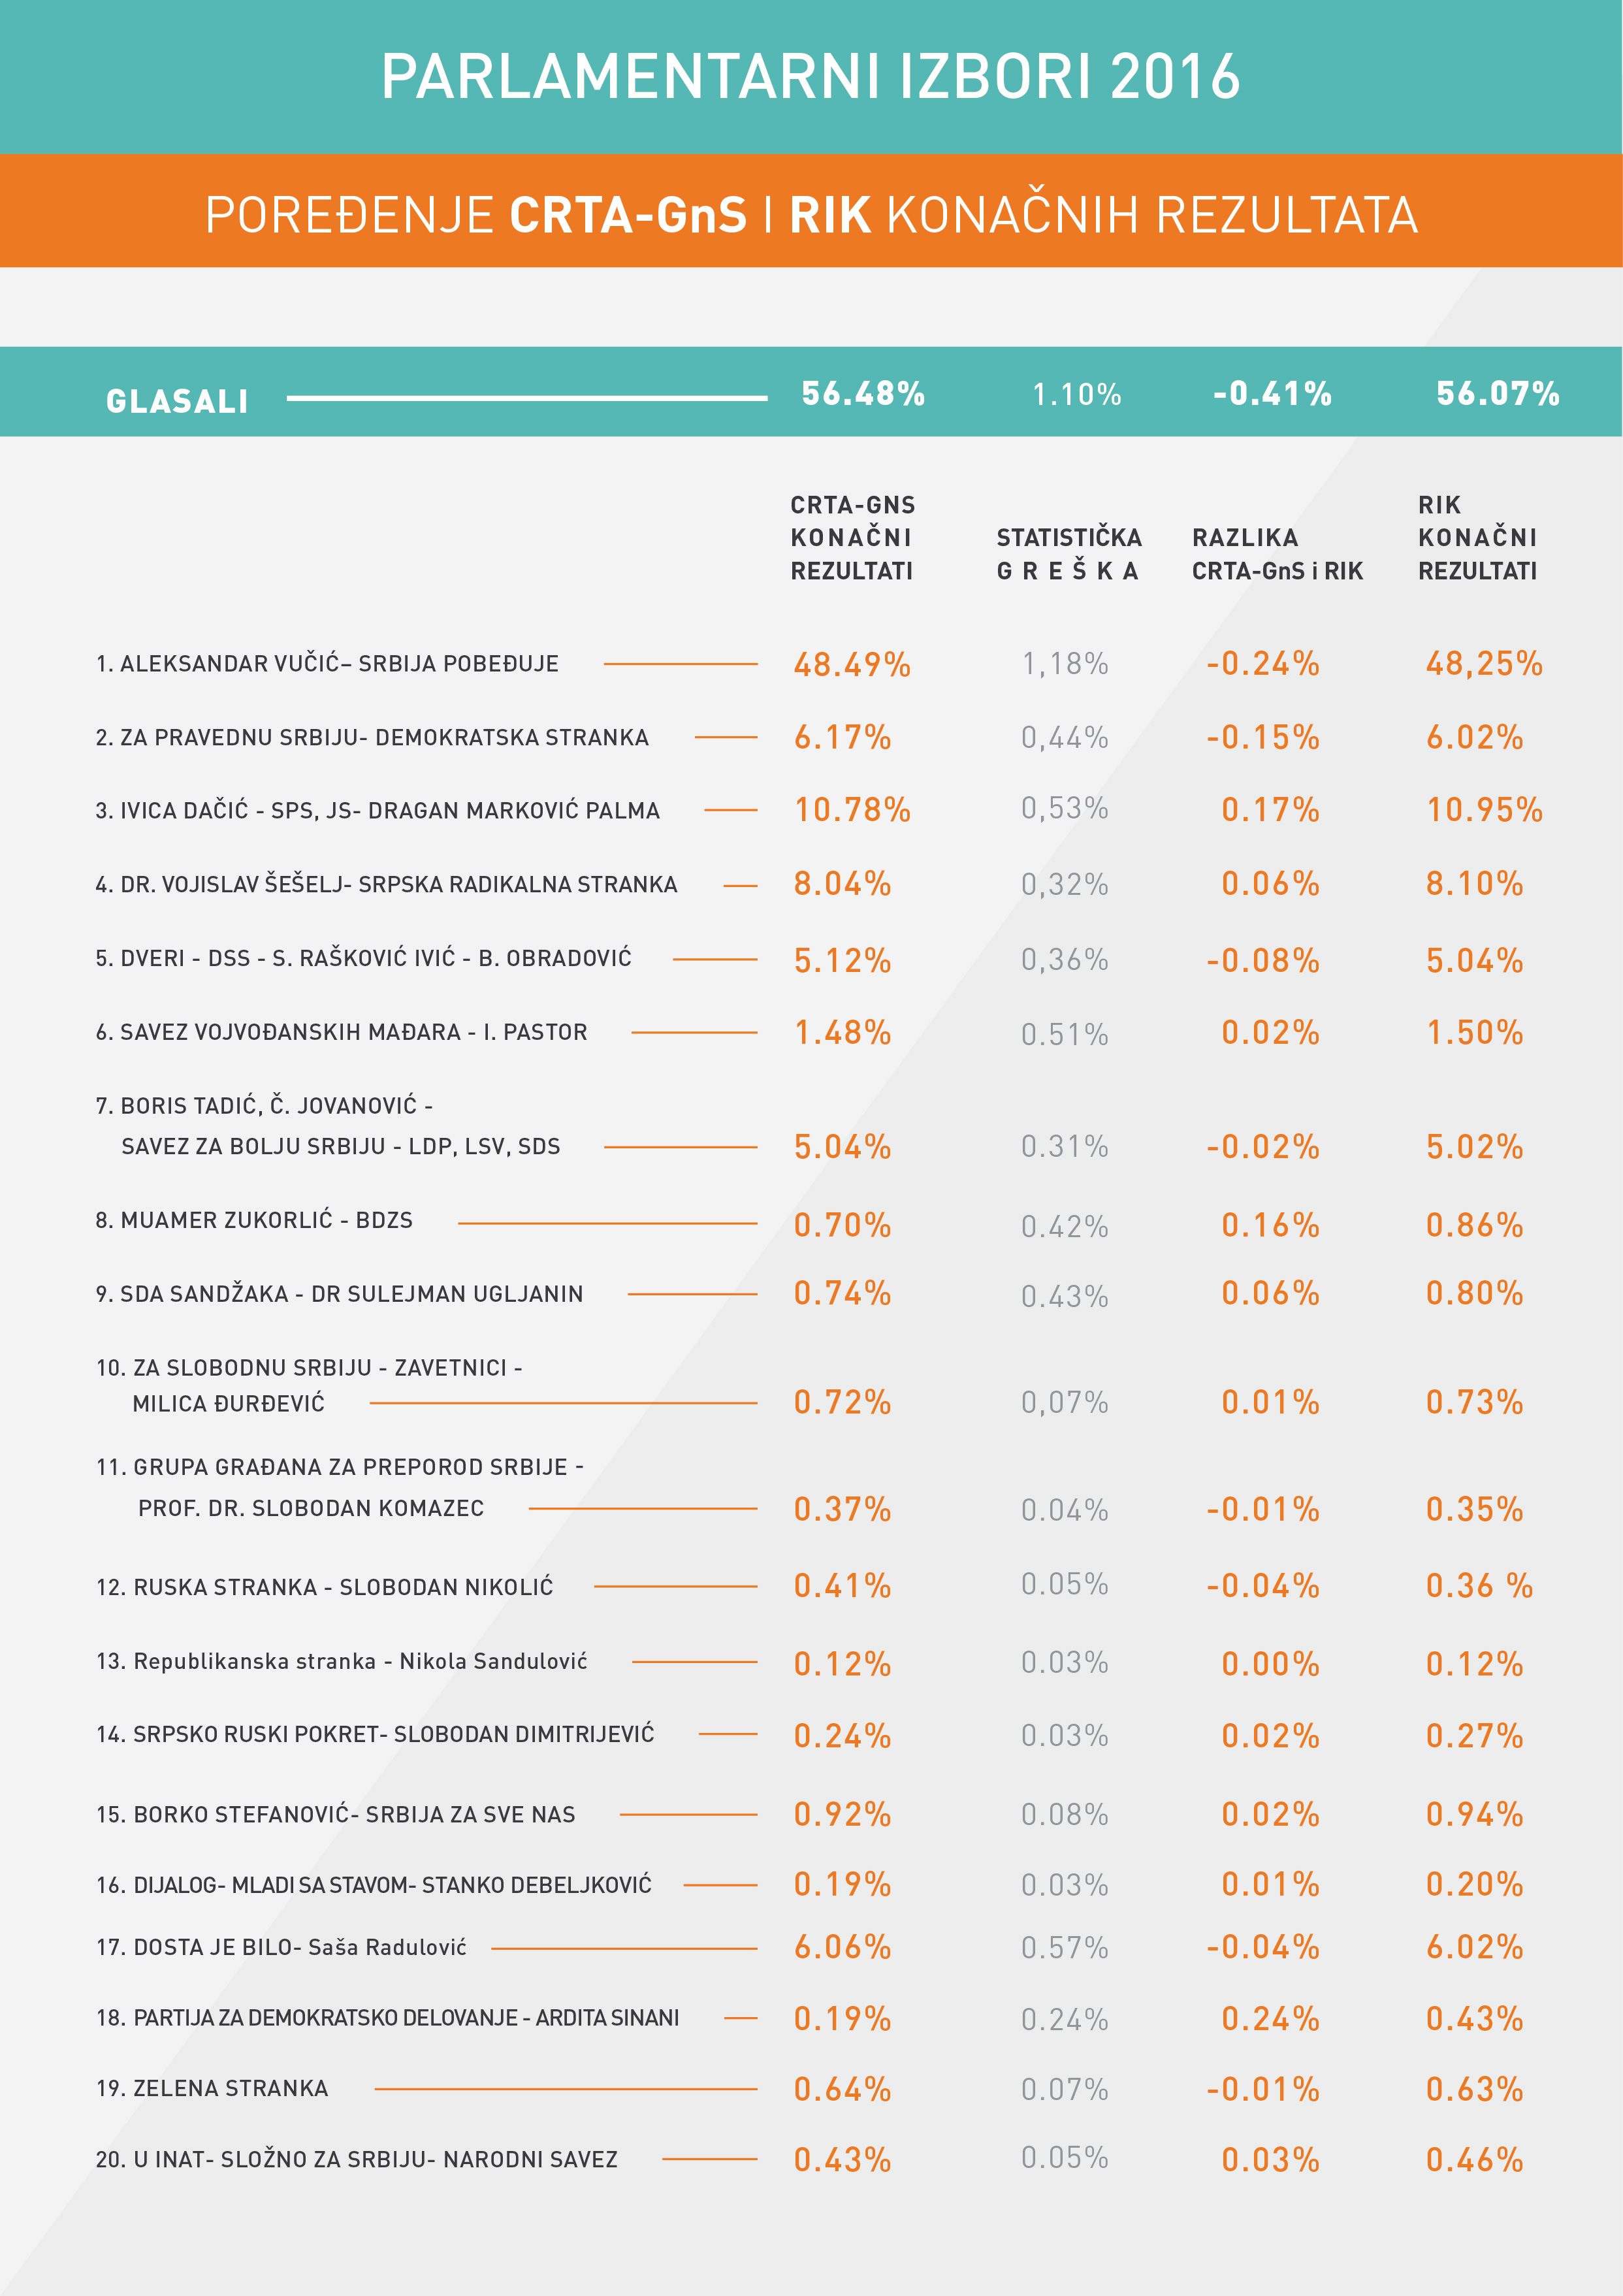 PARLAMENTARNI IZBORI 2016
POREĐENJE CRTA-GnS I RIK KONAČNIH REZULTATA
GLASALI 56.48% 1.10% -0.41% 56.07%
CRTA-GNS KONAČNI REZULTATI
STATISTIČKA GREŠKA
RAZLIKA CRTA-GnS i RIK
RIK KONAČNI REZULTATI
1. ALEKSANDAR VUČIĆ– SRBIJA POBEĐUJE 48.49% 1,18% -0.24% 48,25%
2. ZA PRAVEDNU SRBIJU- DEMOKRATSKA STRANKA 6.17% 0,44% -0.15% 6.02%
3. IVICA DAČIĆ - SPS, JS- DRAGAN MARKOVIĆ PALMA 10.78% 0,53% 0.17% 10.95%
4. DR. VOJISLAV ŠEŠELJ- SRPSKA RADIKALNA STRANKA 8.04% 0,32% 0.06% 8.10%
5. DVERI - DSS - S. RAŠKOVIĆ IVIĆ - B. OBRADOVIĆ 5.12% 0,36% -0.08% 5.04%
6. SAVEZ VOJVOĐANSKIH MAĐARA - I. PASTOR 1.48% 0.51% 0.02% 1.50%
7. BORIS TADIĆ, Č. JOVANOVIĆ -
SAVEZ ZA BOLJU SRBIJU - LDP, LSV, SDS 5.04% 0.31% -0.02% 5.02%
8. MUAMER ZUKORLIĆ - BDZS 0.70% 0.42% 0.16% 0.86%
9. SDA SANDŽAKA - DR SULEJMAN UGLJANIN 0.74% 0.43% 0.06% 0.80%
10. ZA SLOBODNU SRBIJU - ZAVETNICI -
MILICA ĐURĐEVIĆ 0.72% 0,07% 0.01% 0.73%
11. GRUPA GRAĐANA ZA PREPOROD SRBIJE -
PROF. DR. SLOBODAN KOMAZEC 0.37% 0.04% -0.01% 0.35%
12. RUSKA STRANKA - SLOBODAN NIKOLIĆ 0.41% 0.05% -0.04% 0.36 %
13. Republikanska stranka - Nikola Sandulović 0.12% 0.03% 0.00% 0.12%
14. SRPSKO RUSKI POKRET- SLOBODAN DIMITRIJEVIĆ 0.24% 0.03% 0.02% 0.27%
15. BORKO STEFANOVIĆ- SRBIJA ZA SVE NAS 0.92% 0.08% 0.02% 0.94%
16. DIJALOG- MLADI SA STAVOM- STANKO DEBELJKOVIĆ 0.19% 0.03% 0.01% 0.20%
17. DOSTA JE BILO- Saša Radulović 6.06% 0.57% -0.04% 6.02%
18. PARTIJA ZA DEMOKRATSKO DELOVANJE - ARDITA SINANI 0.19% 0.24% 0.24% 0.43%
19. ZELENA STRANKA 0.64% 0.07% -0.01% 0.63%
20. U INAT- SLOŽNO ZA SRBIJU- NARODNI SAVEZ 0.43% 0.05% 0.03% 0.46%